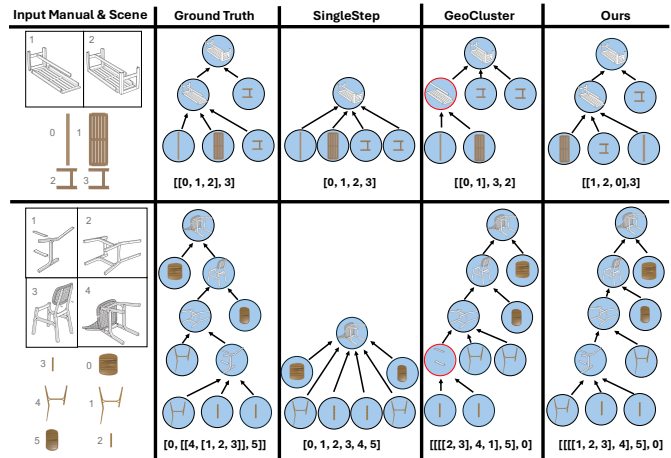 Input Manual & Scene
Ground Truth
SingleStep
GeoCluster
Ours
1
2
0
1
2
3
[[0, 1, 2], 3]
[0, 1, 2, 3]
[[0, 1], 3, 2]
[[1, 2, 0],3]
1
2
3
4
3
0
4
1
5
2
[0, [[4, [1, 2, 3]], 5]]
[0, 1, 2, 3, 4, 5]
[[[[2, 3], 4, 1], 5], 0]
[[[[1, 2, 3], 4], 5], 0]